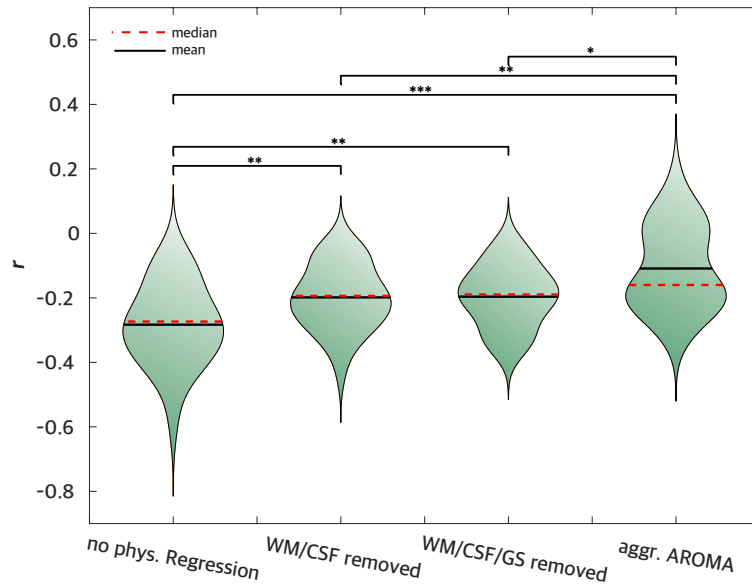 0.6
median
mean
*
**
0.4
***
**
0.2
**
0
r
-0.2
-0.4
-0.6
-0.8
no phys. Regression
WM/CSF removed
WM/CSF/GS removed
aggr. AROMA